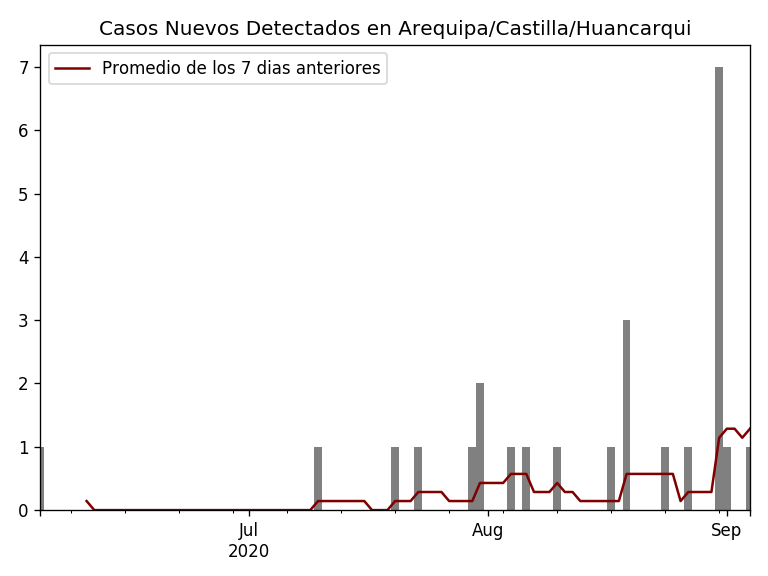 Casos Nuevos Detectados en Arequipa/Castilla/Huancarqui
Promedio de los 7 dias anteriores
7
6
5
4
3
2
1
0
Jul
2020
Aug
Sep